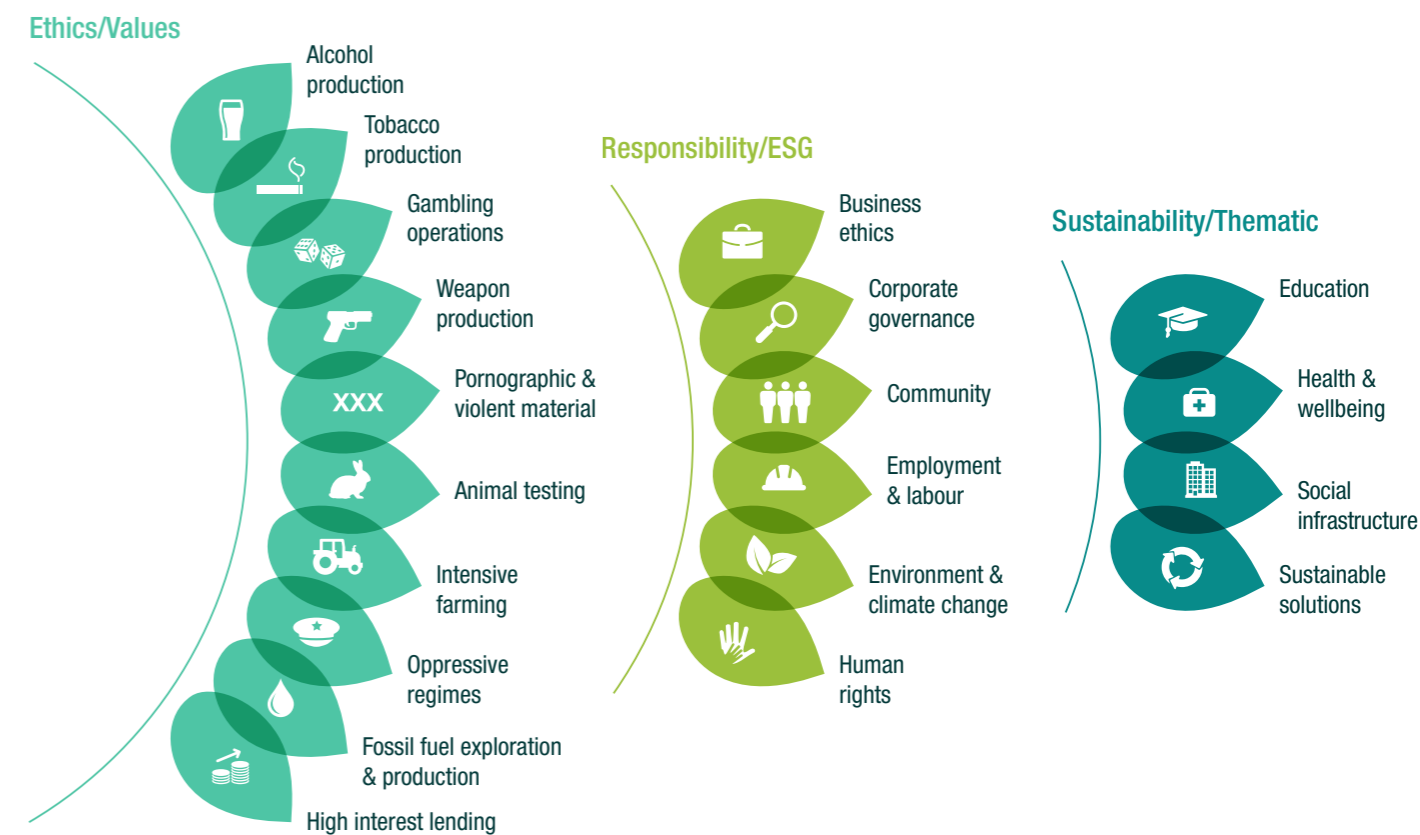 Ethics/Values
Alcohol
production
Tobacco
production
Gambling
operations
Weapon
production
XXX
Pornographic &
violent material
Animal testing
Intensive
farming
Oppressive
regimes
Fossil fuel exploration
& production
High interest lending
Responsibility/ESG
Business
ethics
Corporate
governance
Community
Employment
& labour
Environment &
climate change
Human
rights
Sustainability/Thematic
Education
Health &
wellbeing
Social
infrastructure
Sustainable
solutions